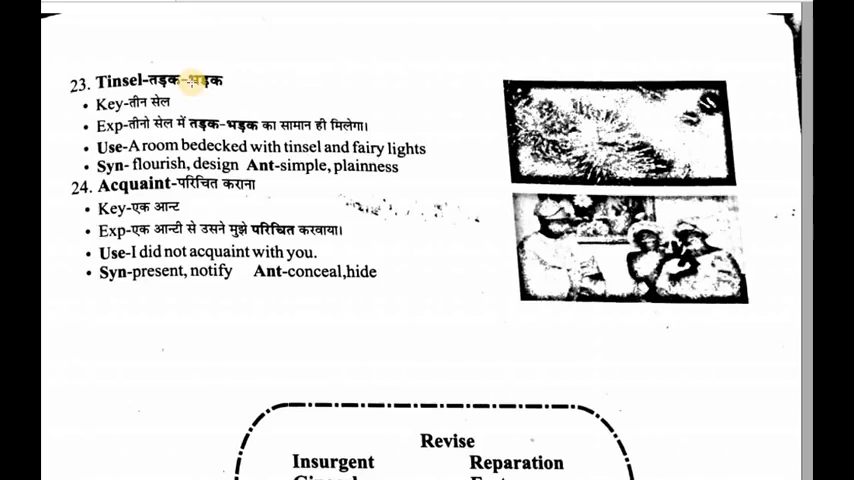 23. Tinsel-तड़क-भड़क
• Key-तीन सेल
• Exp-तीनो सेल में तड़क-भड़क का सामान ही मिलेगा।
• Use-A room bedecked with tinsel and fairy lights
• Syn- flourish, design Ant-simple, plainness
24. Acquaint-परिचित कराना
• Key-एक आन्ट
• Exp-एक आन्टी से उसने मुझे परिचित करवाया।
• Use-I did not acquaint with you.
• Syn-present, notify Ant-conceal,hide
Revise
Insurgent Reparation